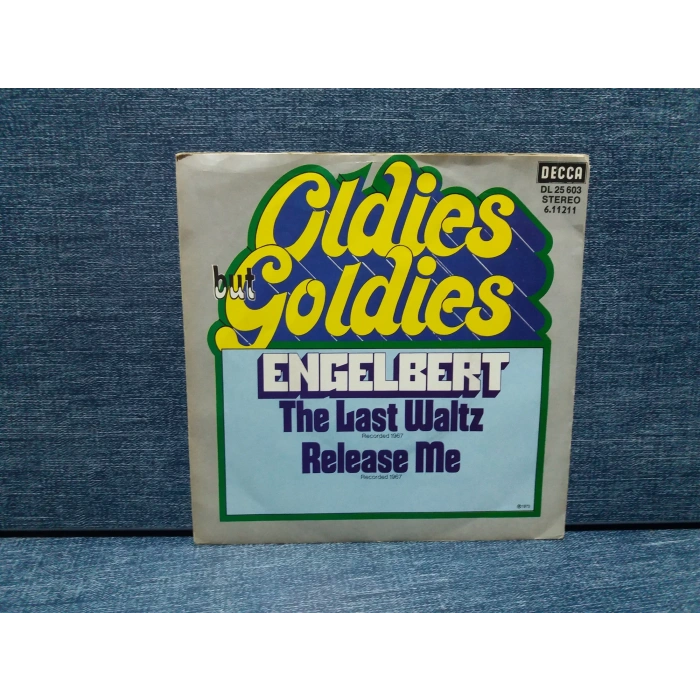 Oldies
but
Goldies
DECCA
DL 25 603
STEREO
6.11211
ENGELBERT
The Last Waltz
Recorded 1967
Release Me
Recorded 1967